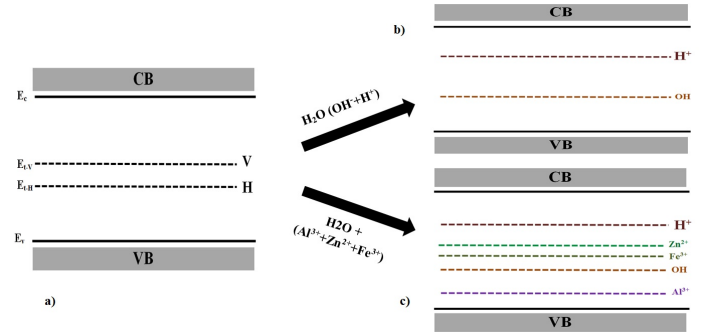 a)
CB
E_c
E_t-V
V
E_t-H
H
E_v
VB
H₂O (OH⁻+H⁺)
H2O +
(Al³⁺+Zn²⁺+Fe³⁺)
b)
CB
H⁺
OH
VB
c)
CB
H⁺
Zn²⁺
Fe³⁺
OH
Al³⁺
VB